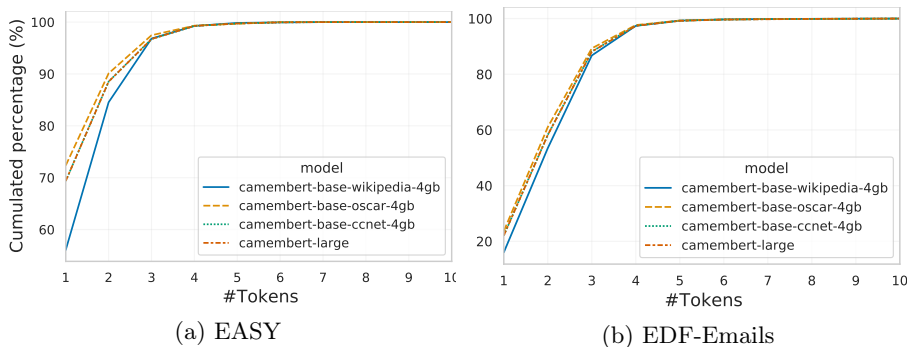 Cumulated percentage (%)
100
90
80
70
60
1 2 3 4 5 6 7 8 9 10
#Tokens
model
camembert-base-wikipedia-4gb
camembert-base-oscar-4gb
camembert-base-ccnet-4gb
camembert-large
(a) EASY
100
80
60
40
20
1 2 3 4 5 6 7 8 9 10
#Tokens
model
camembert-base-wikipedia-4gb
camembert-base-oscar-4gb
camembert-base-ccnet-4gb
camembert-large
(b) EDF-Emails